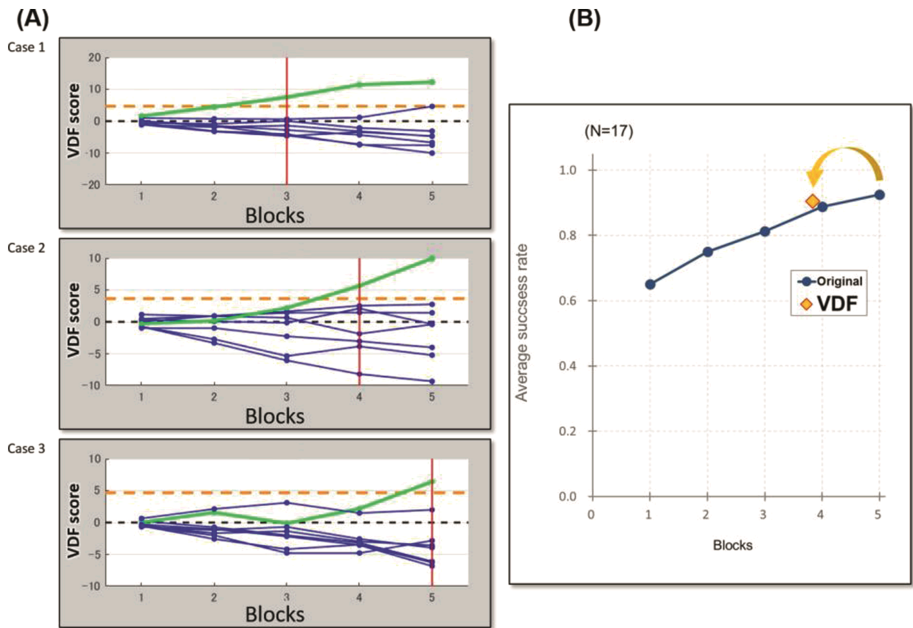 (A)
Case 1
VDF score
20
10
0
-10
-20
1 2 3 4 5
Blocks
Case 2
VDF score
10
5
0
-5
-10
1 2 3 4 5
Blocks
Case 3
VDF score
10
5
0
-5
-10
1 2 3 4 5
Blocks
(B)
(N=17)
Average succsess rate
1.0
0.8
0.6
0.4
0.2
0.0
0 1 2 3 4 5
Blocks
Original
VDF